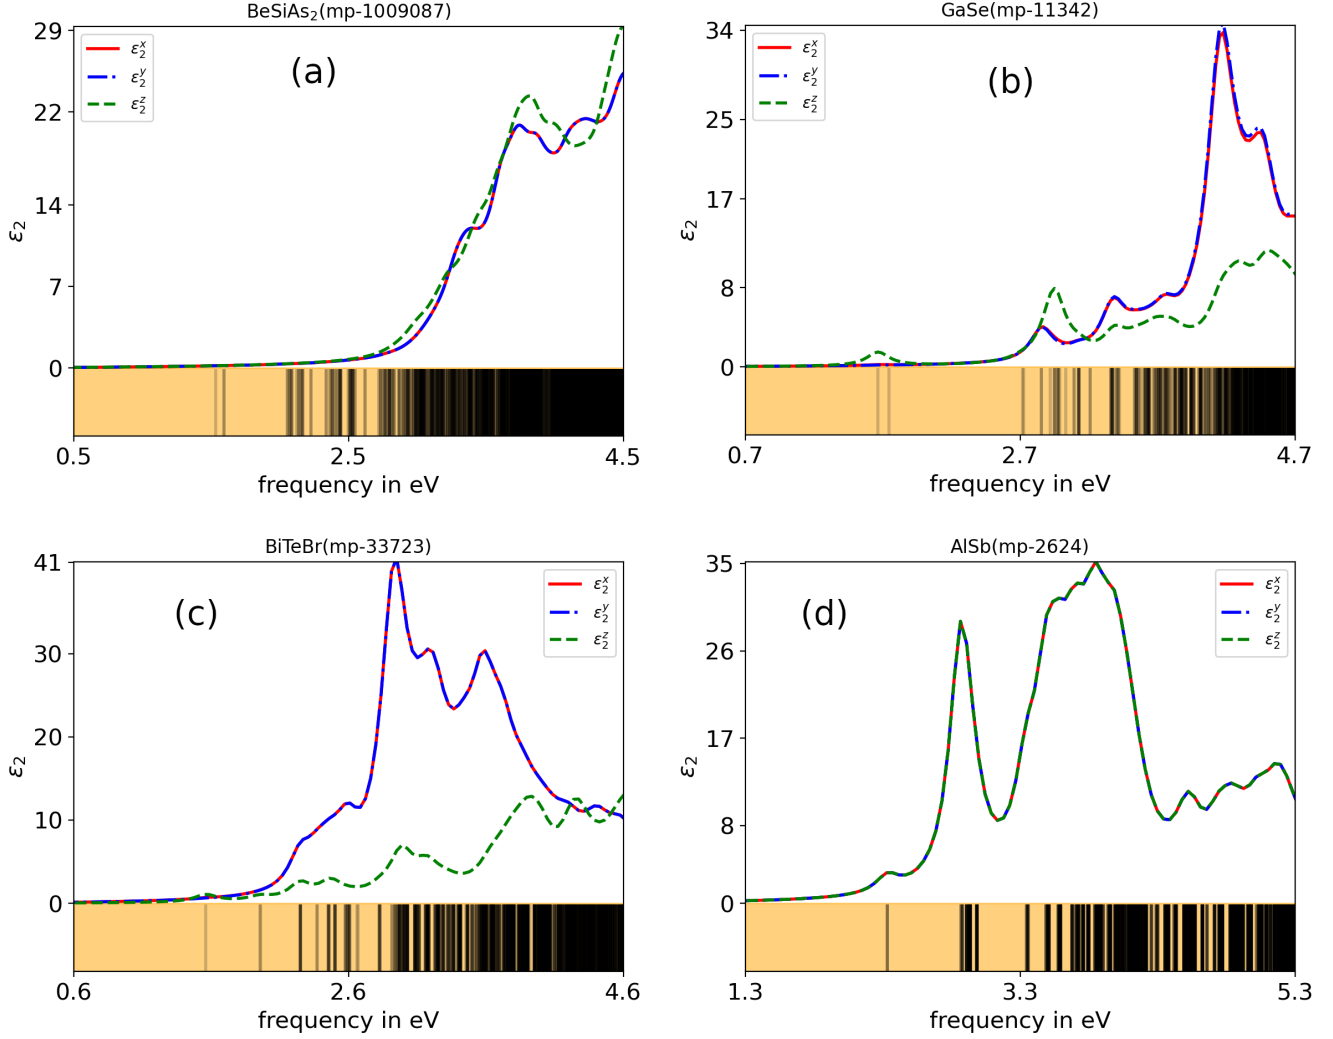 BeSiAs₂(mp-1009087)
29
22
14
7
0
ε₂
ε₂ˣ
ε₂ʸ
ε₂ᶻ
(a)
0.5 2.5 4.5
frequency in eV
GaSe(mp-11342)
34
25
17
8
0
ε₂
ε₂ˣ
ε₂ʸ
ε₂ᶻ
(b)
0.7 2.7 4.7
frequency in eV
BiTeBr(mp-33723)
41
30
20
10
0
ε₂
(c)
ε₂ˣ
ε₂ʸ
ε₂ᶻ
0.6 2.6 4.6
frequency in eV
AlSb(mp-2624)
35
26
17
8
0
ε₂
(d)
ε₂ˣ
ε₂ʸ
ε₂ᶻ
1.3 3.3 5.3
frequency in eV